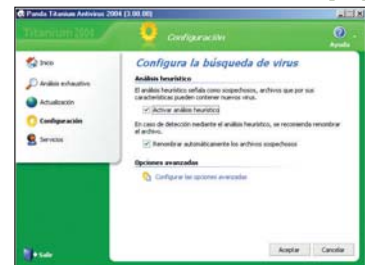 Panda Titanium Antivirus 2004 (3.00.00)
Titanium 2004
Configuración
Ayuda
Inicio
Análisis exhaustivo
Actualización
Configuración
Servicios
Salir
Configura la búsqueda de virus
Análisis heurístico
El análisis heurístico señala como sospechosos, archivos que por sus
características pueden contener nuevos virus.
Activar análisis heurístico
En caso de detección mediante el análisis heurístico, se recomienda renombrar
el archivo.
Renombrar automáticamente los archivos sospechosos
Opciones avanzadas
Configurar las opciones avanzadas
Aceptar
Cancelar